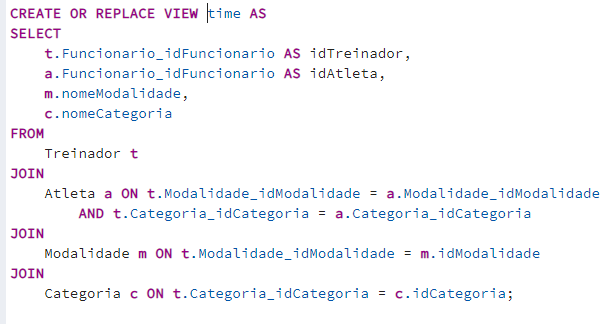 CREATE OR REPLACE VIEW time AS
SELECT
    t.Funcionario_idFuncionario AS idTreinador,
    a.Funcionario_idFuncionario AS idAtleta,
    m.nomeModalidade,
    c.nomeCategoria
FROM
    Treinador t
JOIN
    Atleta a ON t.Modalidade_idModalidade = a.Modalidade_idModalidade
        AND t.Categoria_idCategoria = a.Categoria_idCategoria
JOIN
    Modalidade m ON t.Modalidade_idModalidade = m.idModalidade
JOIN
    Categoria c ON t.Categoria_idCategoria = c.idCategoria;